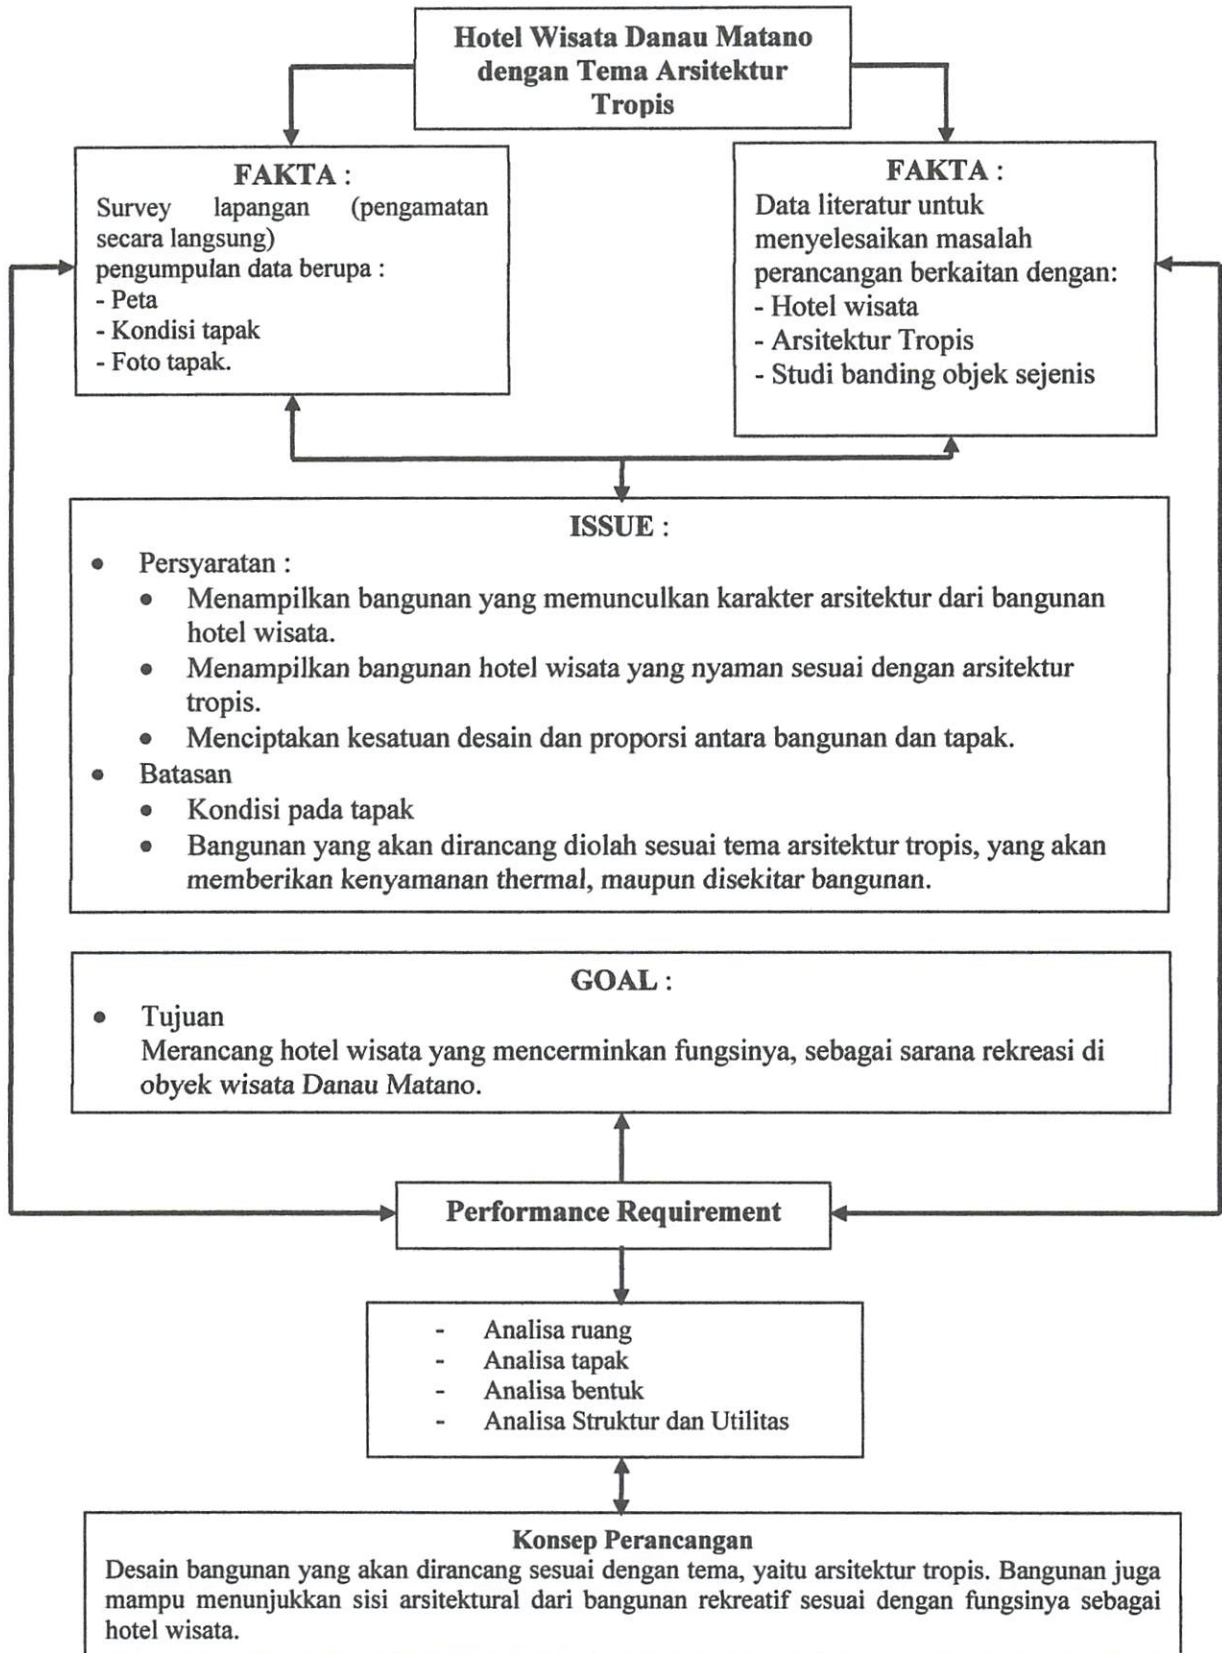 Hotel Wisata Danau Matano
dengan Tema Arsitektur
Tropis
FAKTA :
Survey lapangan (pengamatan
secara langsung)
pengumpulan data berupa :
- Peta
- Kondisi tapak
- Foto tapak.
FAKTA :
Data literatur untuk
menyelesaikan masalah
perancangan berkaitan dengan:
- Hotel wisata
- Arsitektur Tropis
- Studi banding objek sejenis
ISSUE :
• Persyaratan :
• Menampilkan bangunan yang memunculkan karakter arsitektur dari bangunan
hotel wisata.
• Menampilkan bangunan hotel wisata yang nyaman sesuai dengan arsitektur
tropis.
• Menciptakan kesatuan desain dan proporsi antara bangunan dan tapak.
• Batasan
• Kondisi pada tapak
• Bangunan yang akan dirancang diolah sesuai tema arsitektur tropis, yang akan
memberikan kenyamanan thermal, maupun disekitar bangunan.
GOAL :
• Tujuan
Merancang hotel wisata yang mencerminkan fungsinya, sebagai sarana rekreasi di
obyek wisata Danau Matano.
Performance Requirement
- Analisa ruang
- Analisa tapak
- Analisa bentuk
- Analisa Struktur dan Utilitas
Konsep Perancangan
Desain bangunan yang akan dirancang sesuai dengan tema, yaitu arsitektur tropis. Bangunan juga
mampu menunjukkan sisi arsitektural dari bangunan rekreatif sesuai dengan fungsinya sebagai
hotel wisata.